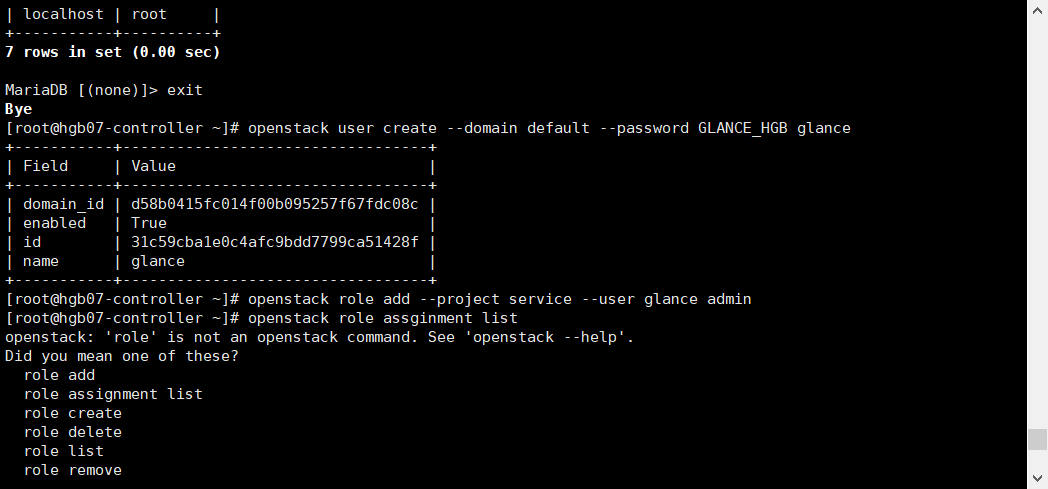 | localhost | root     |
+-----------+----------+
7 rows in set (0.00 sec)

MariaDB [(none)]> exit
Bye
[root@hgb07-controller ~]# openstack user create --domain default --password GLANCE_HGB glance
+-----------+----------------------------------+
| Field     | Value                            |
+-----------+----------------------------------+
| domain_id | d58b0415fc014f00b095257f67fdc08c |
| enabled   | True                             |
| id        | 31c59cba1e0c4afc9bdd7799ca51428f |
| name      | glance                           |
+-----------+----------------------------------+
[root@hgb07-controller ~]# openstack role add --project service --user glance admin
[root@hgb07-controller ~]# openstack role assginment list
openstack: 'role' is not an openstack command. See 'openstack --help'.
Did you mean one of these?
  role add
  role assignment list
  role create
  role delete
  role list
  role remove